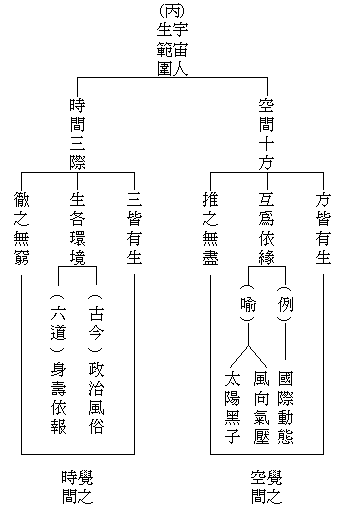 (丙)
宇宙人
生範圍
空間十方
方皆有生
互爲依緣
(例)
國際動態
(喻)
風向氣壓
太陽黑子
推之無盡
覺之
空間
時間三際
三皆有生
生各環境
(古今)政治風俗
(六道)身壽依報
徹之無窮
覺之
時間